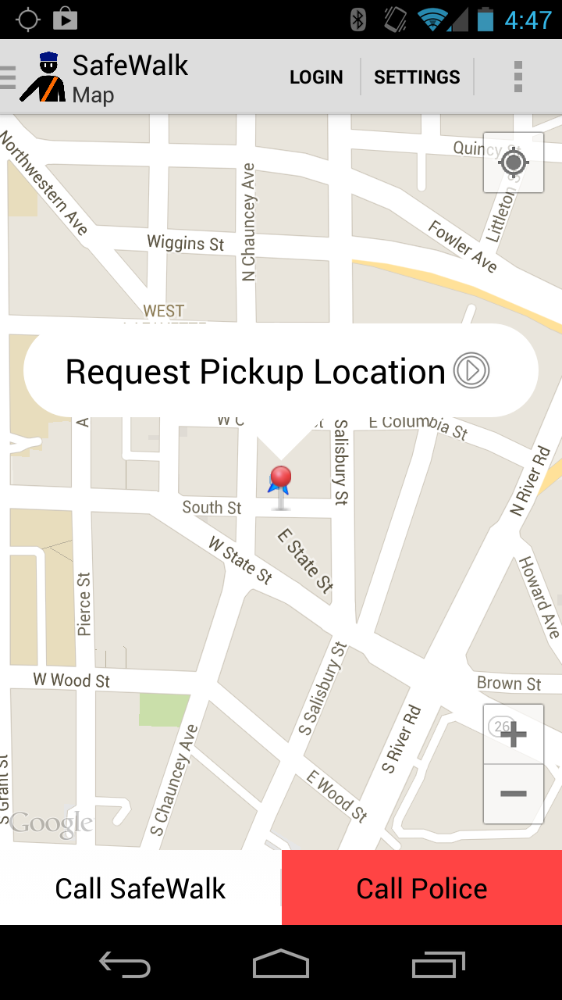 4:47
SafeWalk
Map
LOGIN
SETTINGS
Quincy St
Northwestern Ave
N Chauncey Ave
Littleton
Wiggins St
Fowler Ave
WEST
Request Pickup Location
W C
E Columbia St
Salisbury St
N River Rd
South St
W State St
E State St
Howard Ave
Pierce St
W Wood St
S Salisbury St
Brown St
26
S River Rd
S Chauncey Ave
E Wood St
S Grant St
Google
Call SafeWalk
Call Police